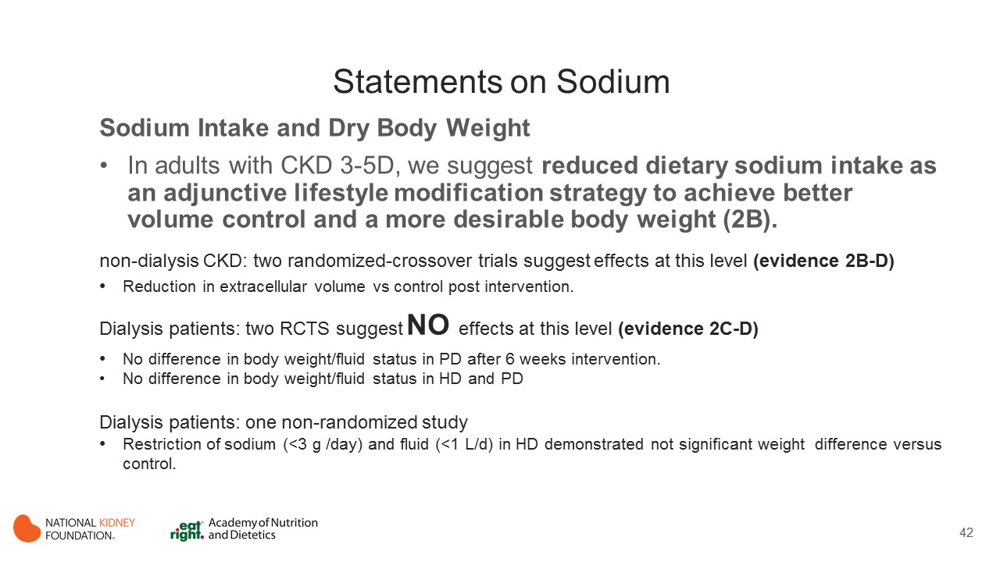 Statements on Sodium
Sodium Intake and Dry Body Weight
• In adults with CKD 3-5D, we suggest reduced dietary sodium intake as
an adjunctive lifestyle modification strategy to achieve better
volume control and a more desirable body weight (2B).
non-dialysis CKD: two randomized-crossover trials suggest effects at this level (evidence 2B-D)
• Reduction in extracellular volume vs control post intervention.
Dialysis patients: two RCTS suggest NO effects at this level (evidence 2C-D)
• No difference in body weight/fluid status in PD after 6 weeks intervention.
• No difference in body weight/fluid status in HD and PD
Dialysis patients: one non-randomized study
• Restriction of sodium (<3 g /day) and fluid (<1 L/d) in HD demonstrated not significant weight difference versus
control.
NATIONAL KIDNEY
FOUNDATION®
eat
right.
Academy of Nutrition
and Dietetics
42